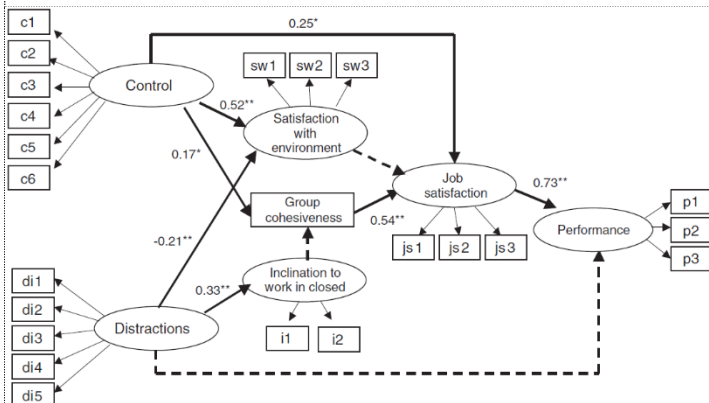 c1
c2
c3
c4
c5
c6
Control
0.25*
sw1
sw2
sw3
0.52**
Satisfaction
with
environment
0.17*
Group
cohesiveness
0.54**
Job
satisfaction
0.73**
js1
js2
js3
Performance
p1
p2
p3
-0.21**
0.33**
Inclination to
work in closed
i1
i2
di1
di2
di3
di4
di5
Distractions